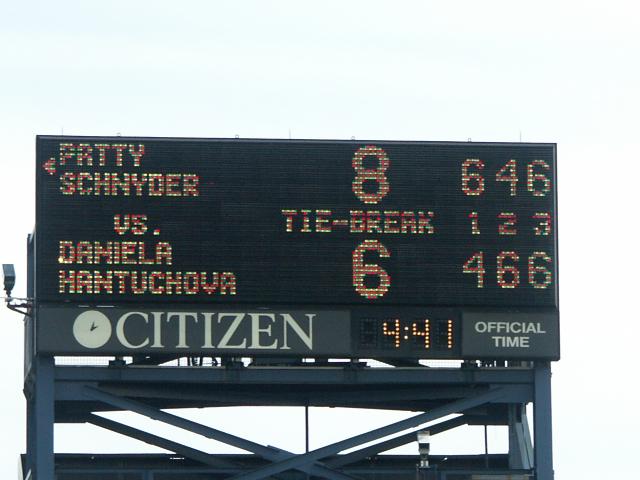 PATTY 8 6 4 6
SCHNYDER
VS. TIE-BREAK 1 2 3
DANIELA 6 4 6 6
HANTUCHOVA
CITIZEN 4:41 OFFICIAL TIME